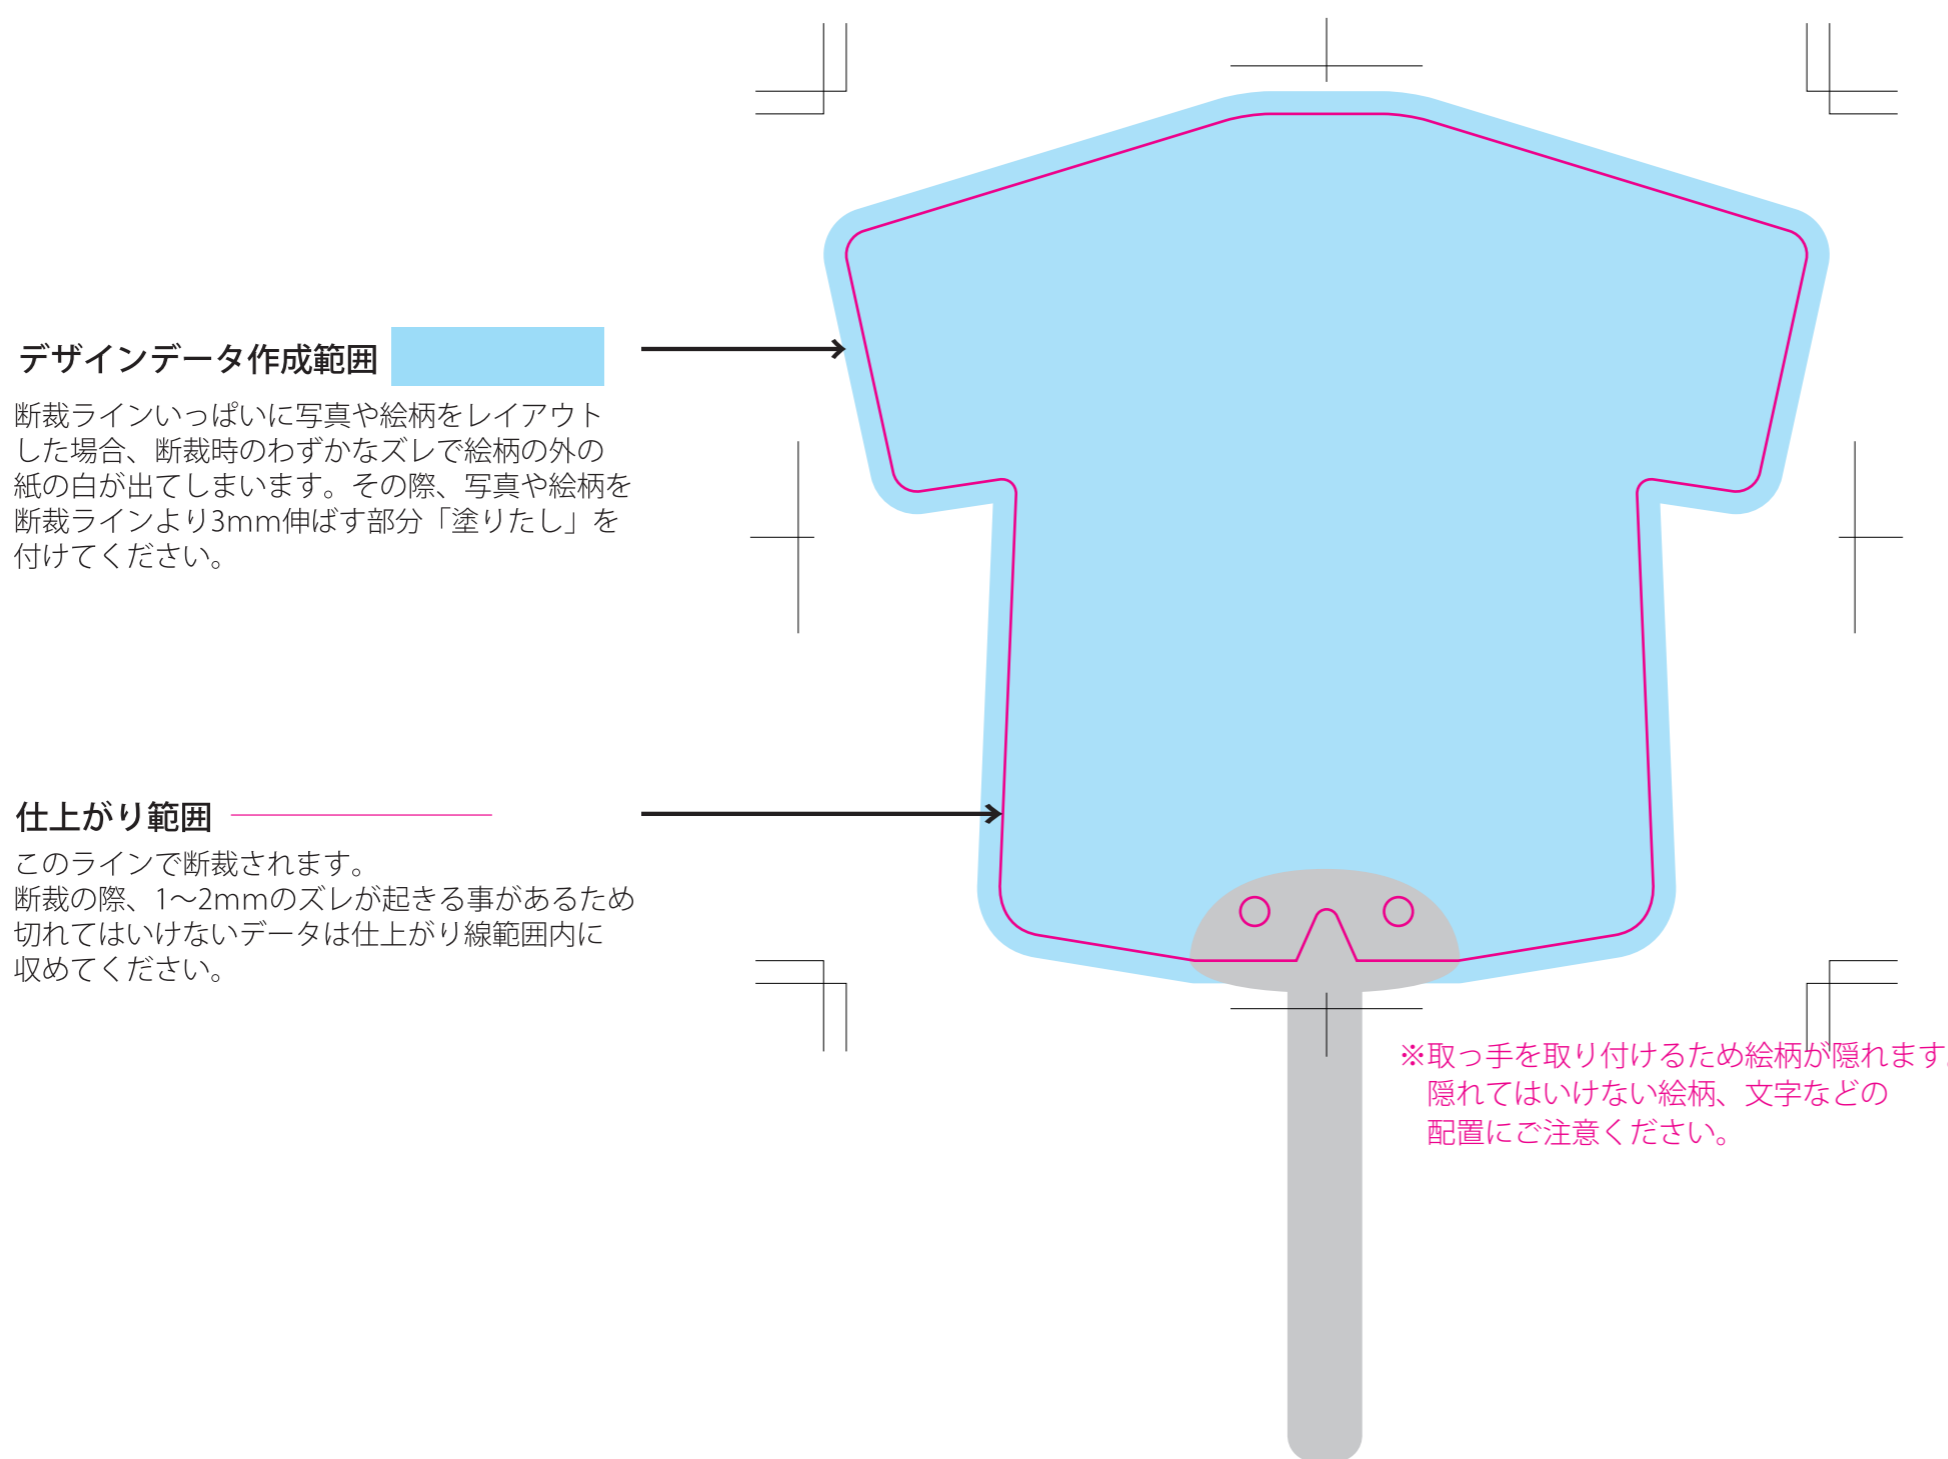 デザインデータ作成範囲
断裁ラインいっぱいに写真や絵柄をレイアウト
した場合、断裁時のわずかなズレで絵柄の外の
紙の白が出てしまいます。その際、写真や絵柄を
断裁ラインより3mm伸ばす部分「塗りたし」を
付けてください。
仕上がり範囲
このラインで断裁されます。
断裁の際、1〜2mmのズレが起きる事があるため
切れてはいけないデータは仕上がり線範囲内に
収めてください。
※取っ手を取り付けるため絵柄が隠れます。
隠れてはいけない絵柄、文字などの
配置にご注意ください。